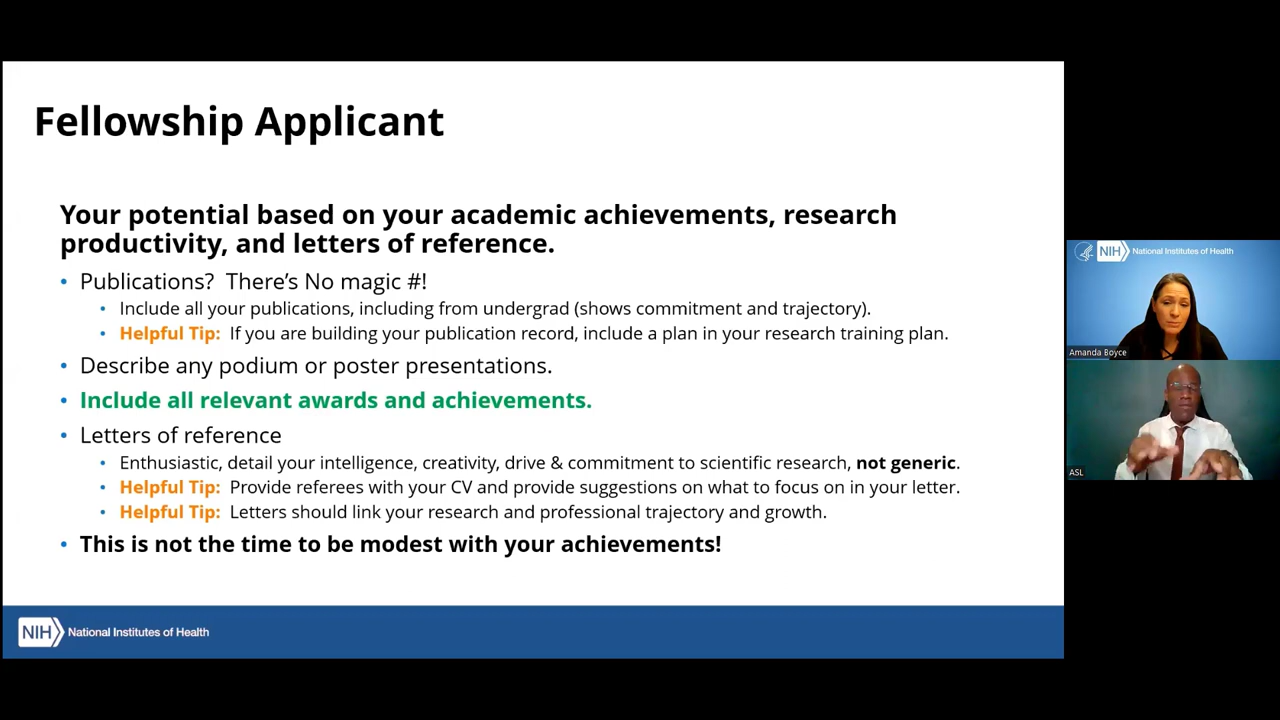 Fellowship Applicant
Your potential based on your academic achievements, research
productivity, and letters of reference.
• Publications?  There's No magic #!
• Include all your publications, including from undergrad (shows commitment and trajectory).
• Helpful Tip:  If you are building your publication record, include a plan in your research training plan.
• Describe any podium or poster presentations.
• Include all relevant awards and achievements.
• Letters of reference
• Enthusiastic, detail your intelligence, creativity, drive & commitment to scientific research, not generic.
• Helpful Tip:  Provide referees with your CV and provide suggestions on what to focus on in your letter.
• Helpful Tip:  Letters should link your research and professional trajectory and growth.
• This is not the time to be modest with your achievements!
NIH National Institutes of Health
NIH National Institutes of Health
Amanda Boyce
ASL